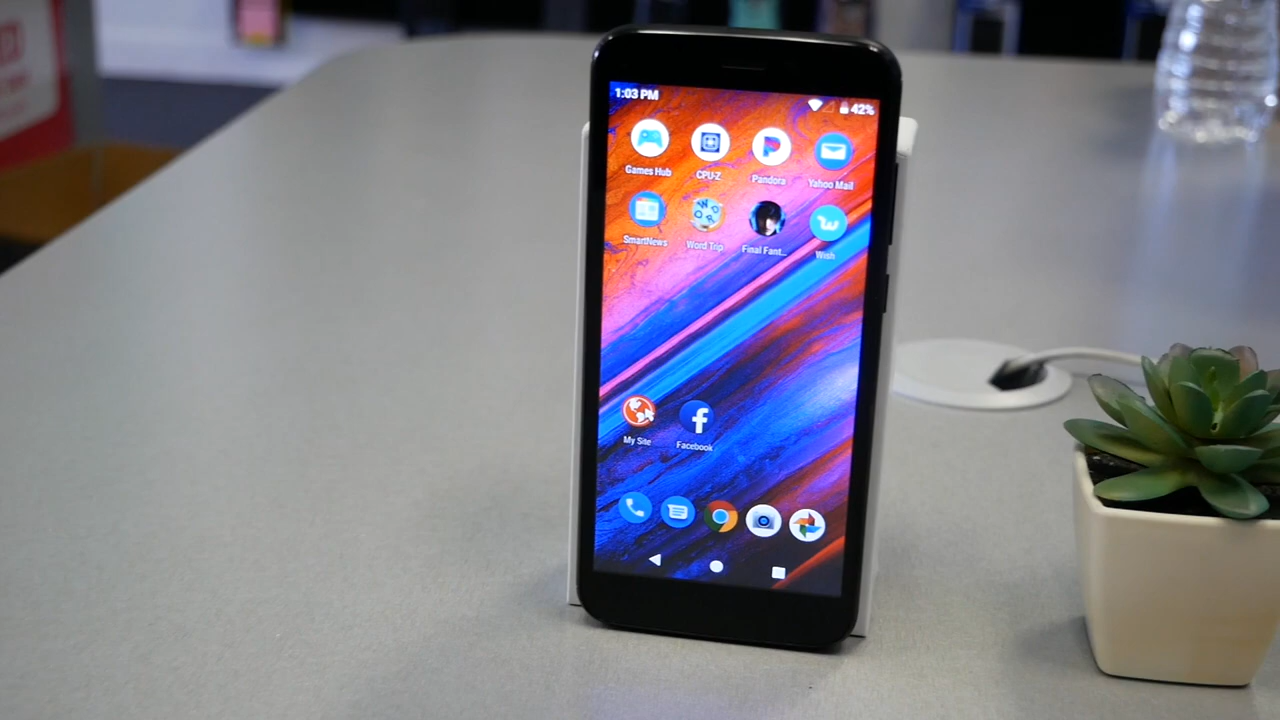 1:03 PM 42%
Games Hub CPU-Z Pandora Yahoo Mail
SmartNews Word Trip Final Fant... Wish
My Site Facebook